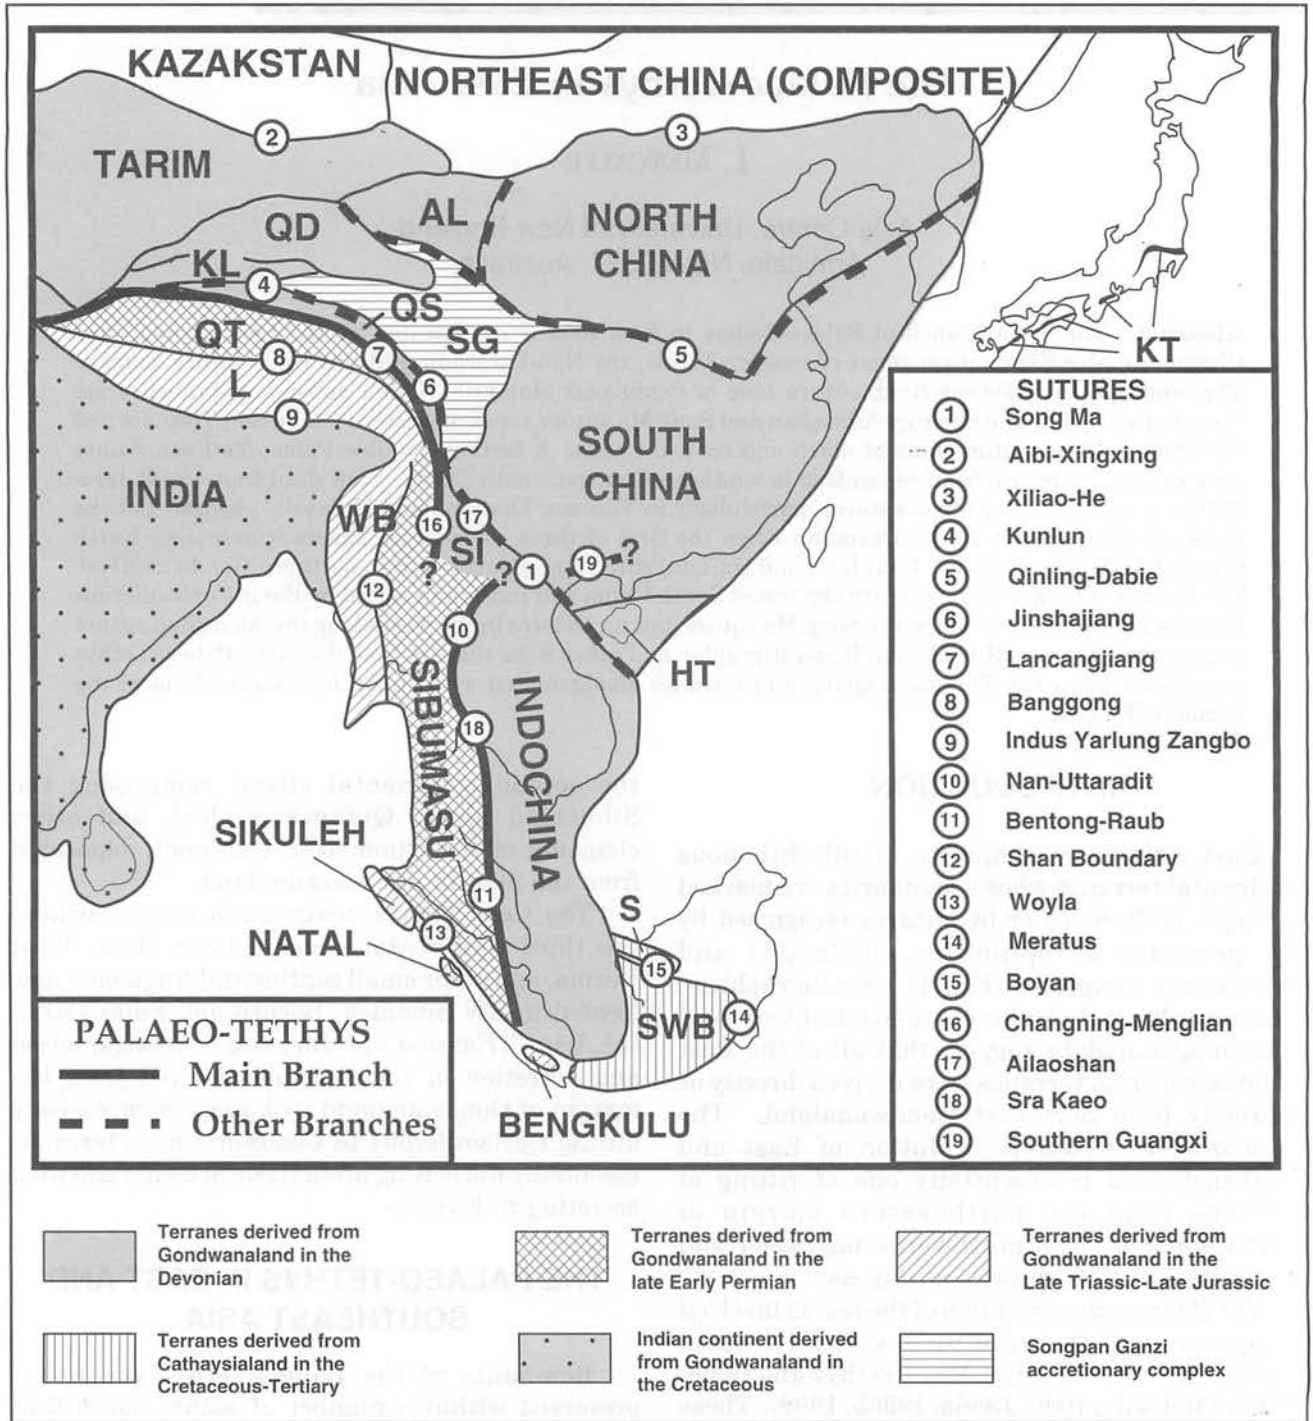 KAZAKSTAN
NORTHEAST CHINA (COMPOSITE)
2
3
TARIM
QD
AL
NORTH
CHINA
KL
4
QS
QT
SG
7
8
5
6
L
9
KT
SOUTH
CHINA
INDIA
WB
16
17
SI
19
?
?
?
1
12
10
HT
SIBUMASU
INDOCHINA
18
SIKULEH
11
S
NATAL
13
15
SWB
14
BENGKULU
SUTURES
1 Song Ma
2 Aibi-Xingxing
3 Xiliao-He
4 Kunlun
5 Qinling-Dabie
6 Jinshajiang
7 Lancangjiang
8 Banggong
9 Indus Yarlung Zangbo
10 Nan-Uttaradit
11 Bentong-Raub
12 Shan Boundary
13 Woyla
14 Meratus
15 Boyan
16 Changning-Menglian
17 Ailaoshan
18 Sra Kaeo
19 Southern Guangxi
PALAEO-TETHYS
Main Branch
Other Branches
Terranes derived from
Gondwanaland in the
Devonian
Terranes derived from
Gondwanaland in the
late Early Permian
Terranes derived from
Gondwanaland in the
Late Triassic-Late Jurassic
Terranes derived from
Cathaysialand in the
Cretaceous-Tertiary
Indian continent derived
from Gondwanaland in
the Cretaceous
Songpan Ganzi
accretionary complex